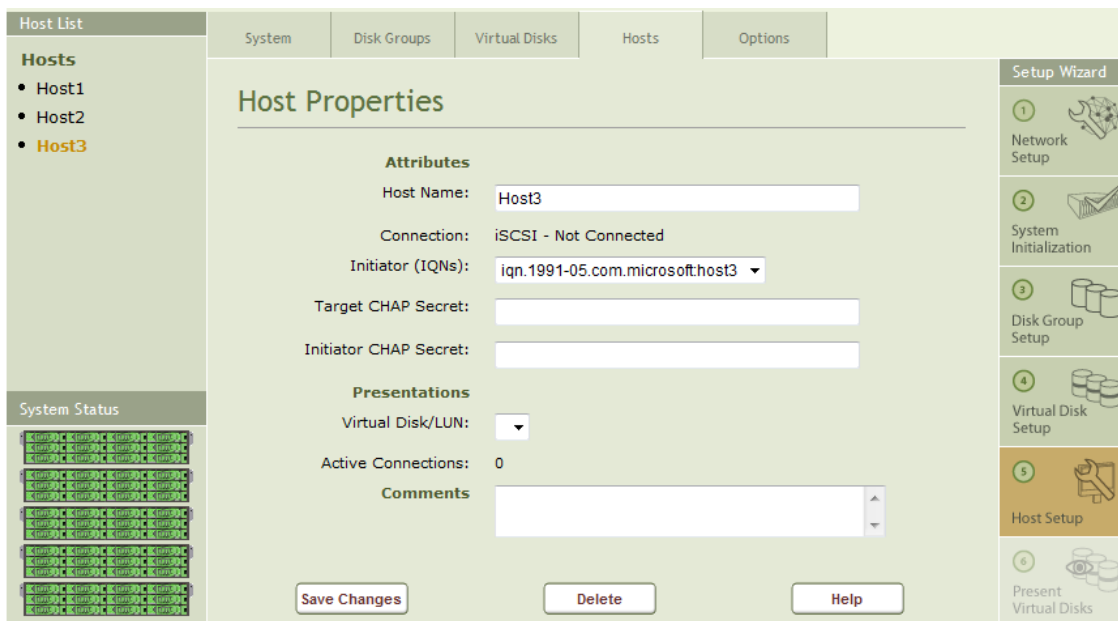 Host List
Hosts
• Host1
• Host2
• Host3
System Status
System
Disk Groups
Virtual Disks
Hosts
Options
Host Properties
Attributes
Host Name: Host3
Connection: iSCSI - Not Connected
Initiator (IQNs): iqn.1991-05.com.microsoft:host3
Target CHAP Secret:
Initiator CHAP Secret:
Presentations
Virtual Disk/LUN:
Active Connections: 0
Comments
Save Changes
Delete
Help
Setup Wizard
1
Network
Setup
2
System
Initialization
3
Disk Group
Setup
4
Virtual Disk
Setup
5
Host Setup
6
Present
Virtual Disks